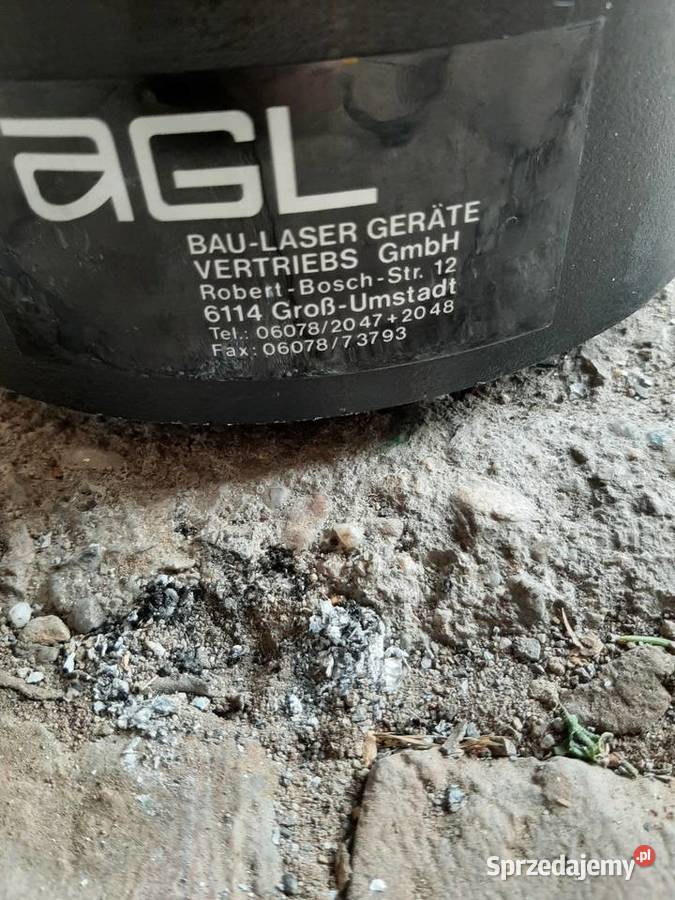 aGL
BAU-LASER GERÄTE
VERTRIEBS GmbH
Robert-Bosch-Str. 12
6114 Groß-Umstadt
Tel.: 06078/2047+2048
Fax: 06078/73793
Sprzedajemy.pl